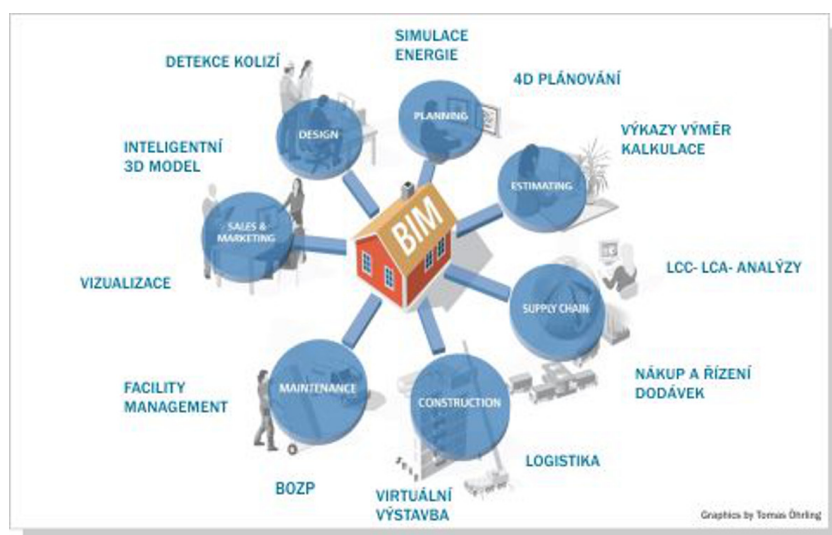 SIMULACE
ENERGIE
DETEKCE KOLIZÍ
4D PLÁNOVÁNÍ
PLANNING
DESIGN
VÝKAZY VÝMĚR
KALKULACE
INTELIGENTNÍ
3D MODEL
ESTIMATING
BIM
SALES &
MARKETING
LCC- LCA- ANALÝZY
VIZUALIZACE
SUPPLY CHAIN
NÁKUP A ŘÍZENÍ
DODÁVEK
FACILITY
MANAGEMENT
MAINTENANCE
CONSTRUCTION
LOGISTIKA
BOZP
VIRTUÁLNÍ
VÝSTAVBA
Graphics by Tomas Öhrling